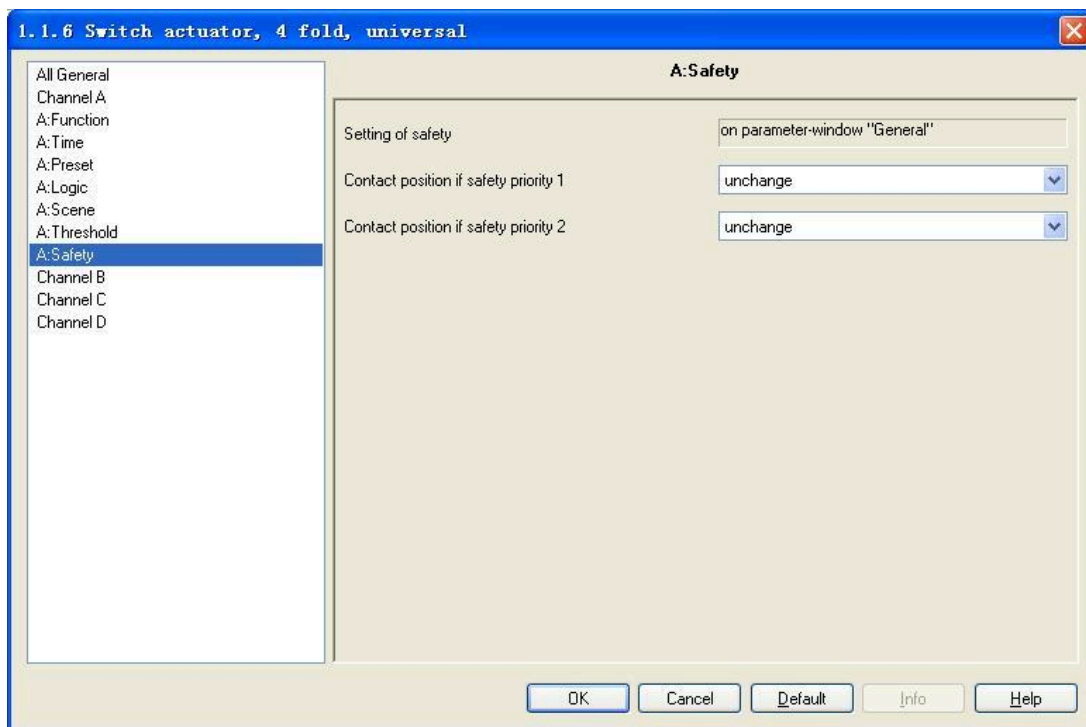 1.1.6 Switch actuator, 4 fold, universal
All General
Channel A
A:Function
A:Time
A:Preset
A:Logic
A:Scene
A:Threshold
A:Safety
Channel B
Channel C
Channel D
A:Safety
Setting of safety
on parameter-window "General"
Contact position if safety priority 1
unchange
Contact position if safety priority 2
unchange
OK
Cancel
Default
Info
Help